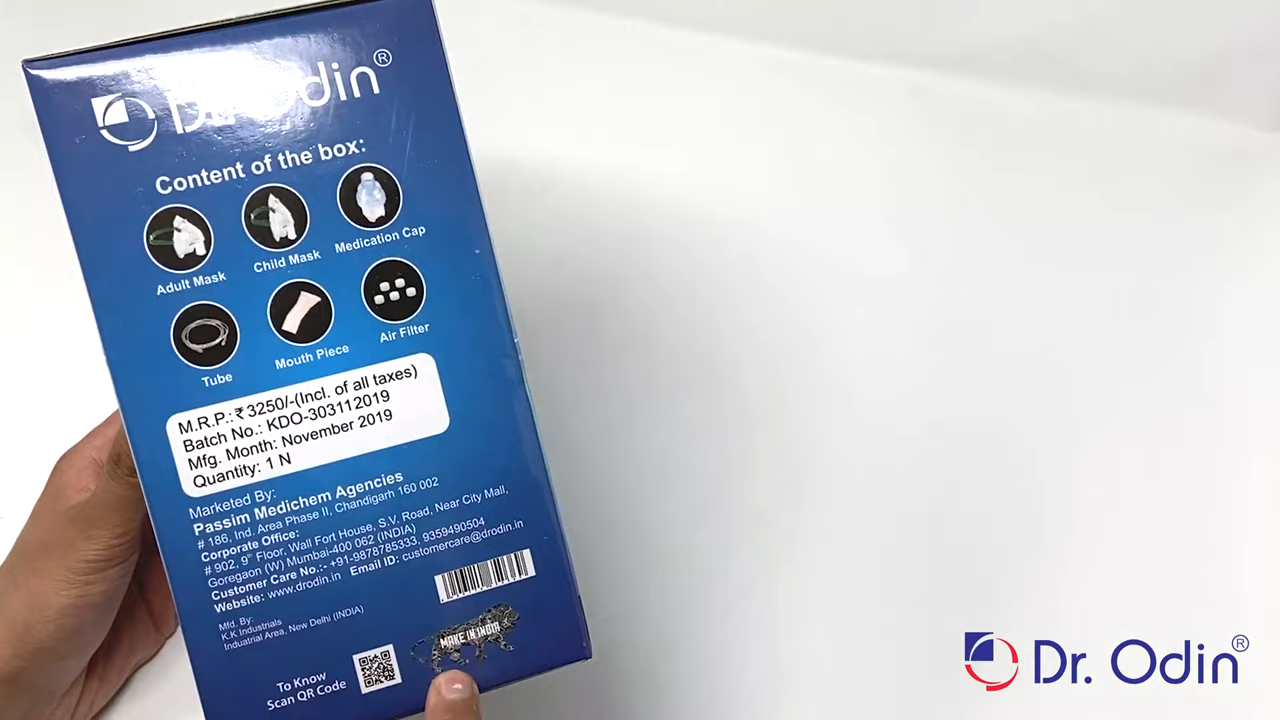 Dr. Odin®
Content of the box:
Adult Mask
Child Mask
Medication Cap
Tube
Mouth Piece
Air Filter
M.R.P.:₹3250/-(Incl. of all taxes)
Batch No.: KDO-303112019
Mfg. Month: November 2019
Quantity: 1 N
Marketed By:
Passim Medichem Agencies
# 186, Ind. Area Phase II, Chandigarh 160 002
Corporate Office:
# 902, 9th Floor, Wall Fort House, S.V. Road, Near City Mall,
Goregaon (W) Mumbai-400 062 (INDIA)
Customer Care No.:- +91-9878785333, 9359490504
Website: www.drodin.in Email ID: customercare@drodin.in
Mfd. By:
K.K Industrials
Induatrial Area, New Delhi (INDIA)
MAKE IN INDIA
To Know
Scan QR Code
Dr. Odin®